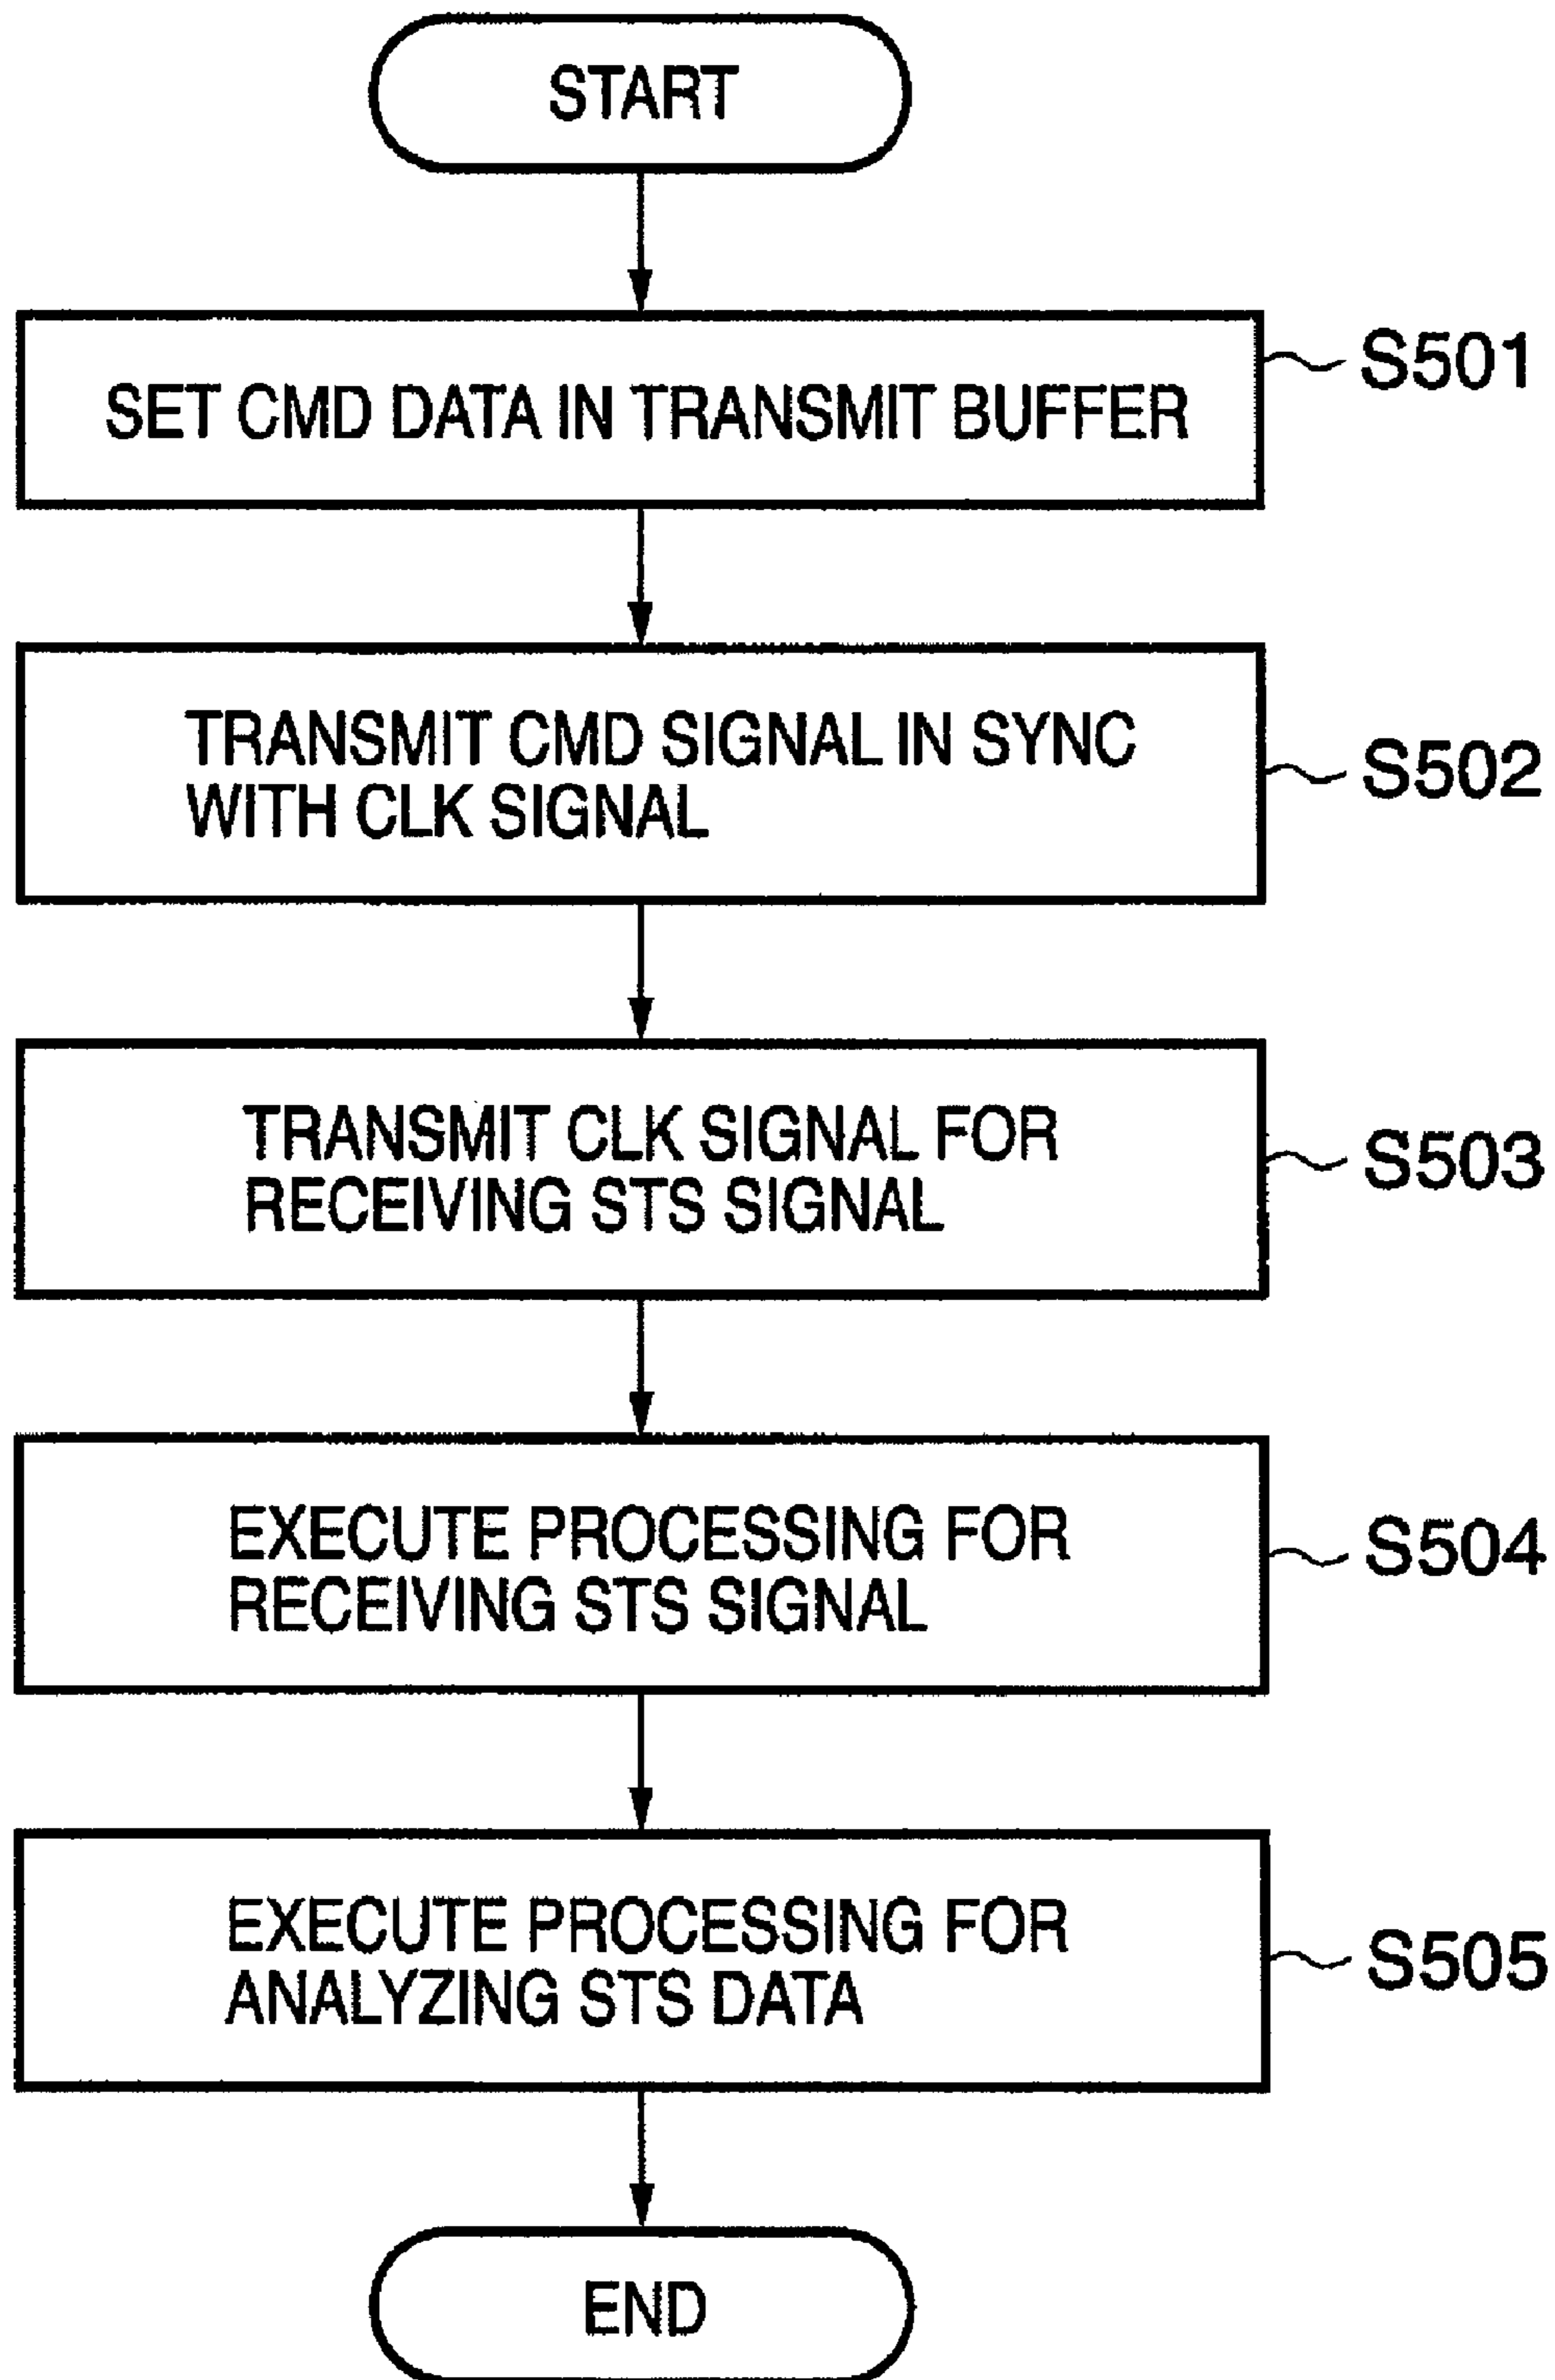 START
SET CMD DATA IN TRANSMIT BUFFER
S501
TRANSMIT CMD SIGNAL IN SYNC
WITH CLK SIGNAL
S502
TRANSMIT CLK SIGNAL FOR
RECEIVING STS SIGNAL
S503
EXECUTE PROCESSING FOR
RECEIVING STS SIGNAL
S504
EXECUTE PROCESSING FOR
ANALYZING STS DATA
S505
END